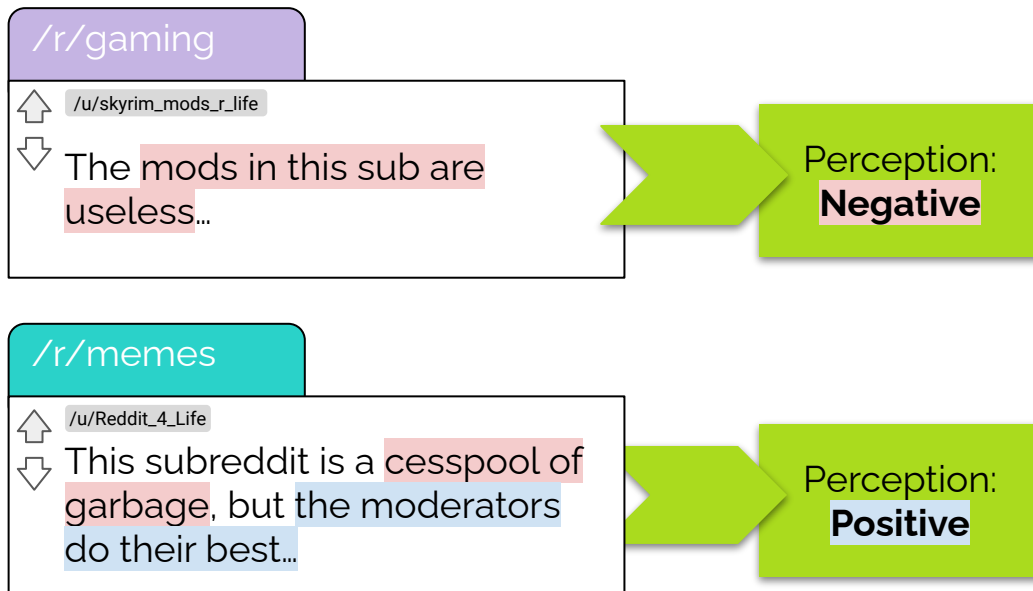 /r/gaming
/u/skyrim_mods_r_life
The mods in this sub are
useless…
Perception:
Negative
/r/memes
/u/Reddit_4_Life
This subreddit is a cesspool of
garbage, but the moderators
do their best…
Perception:
Positive